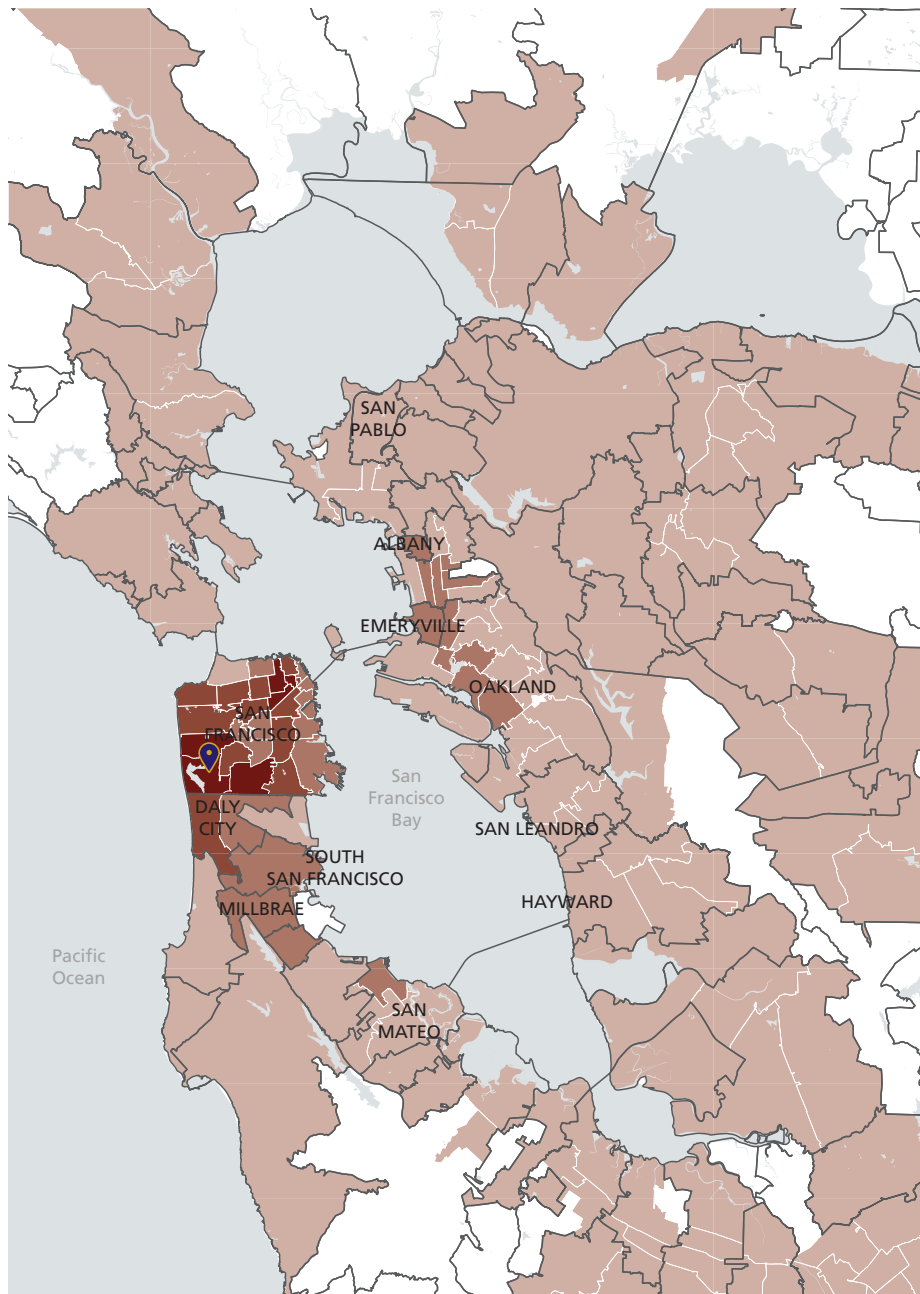 SAN
PABLO
ALBANY
EMERYVILLE
OAKLAND
SAN
FRANCISCO
San
Francisco
Bay
DALY
CITY
SAN LEANDRO
SOUTH
SAN FRANCISCO
HAYWARD
MILLBRAE
Pacific
Ocean
SAN
MATEO